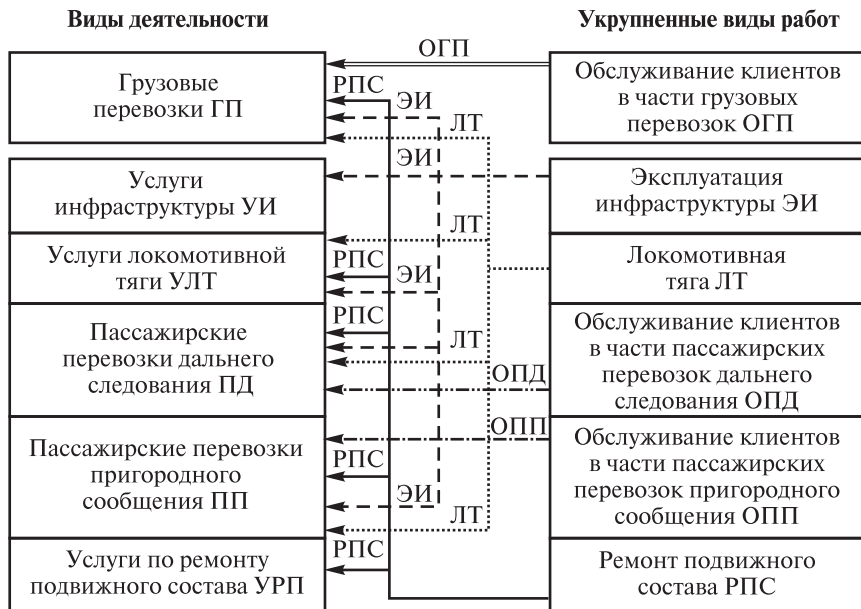 Виды деятельности
Укрупненные виды работ
Грузовые
перевозки ГП
Услуги
инфраструктуры УИ
Услуги локомотивной
тяги УЛТ
Пассажирские
перевозки дальнего
следования ПД
Пассажирские перевозки
пригородного
сообщения ПП
Услуги по ремонту
подвижного состава УРП
ОГП
РПС
ЭИ
ЛТ
ЭИ
ЛТ
РПС
ЭИ
РПС
ЛТ
ОПД
ОПП
РПС
ЭИ
ЛТ
РПС
Обслуживание клиентов
в части грузовых
перевозок ОГП
Эксплуатация
инфраструктуры ЭИ
Локомотивная
тяга ЛТ
Обслуживание клиентов
в части пассажирских
перевозок дальнего
следования ОПД
Обслуживание клиентов
в части пассажирских
перевозок пригородного
сообщения ОПП
Ремонт подвижного
состава РПС